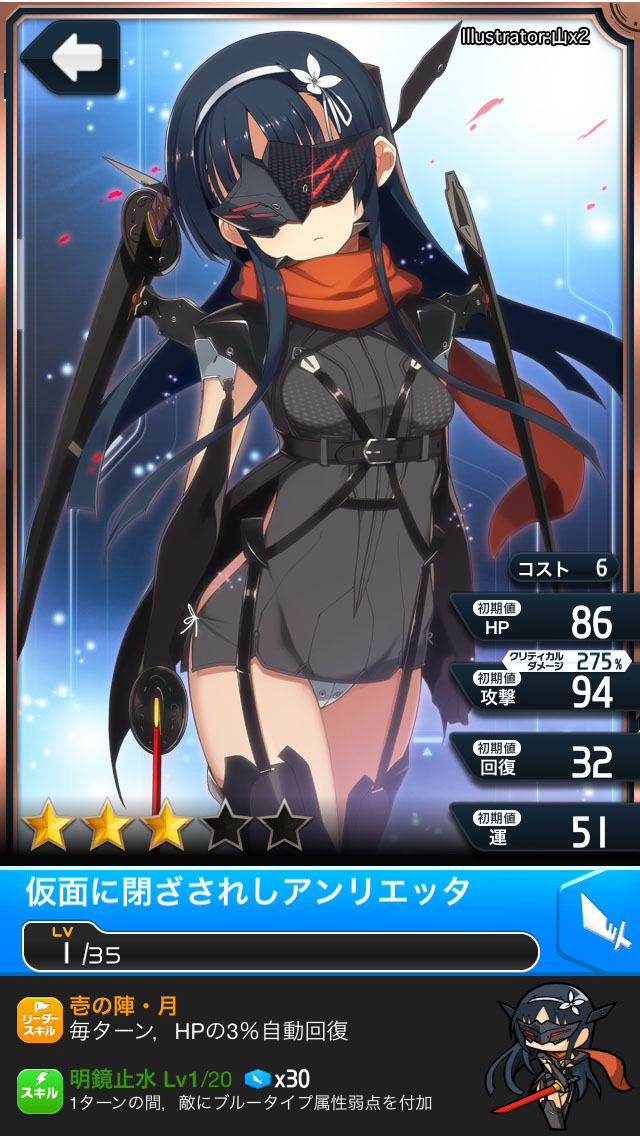 Illustrator:山x2
コスト 6
初期値
HP 86
クリティカル
ダメージ 275%
初期値
攻撃 94
初期値
回復 32
初期値
運 51
仮面に閉ざされしアンリエッタ
LV
1/35
リーダー
スキル
壱の陣・月
毎ターン,HPの3%自動回復
スキル
明鏡止水 Lv1/20 x30
1ターンの間,敵にブルータイプ属性弱点を付加